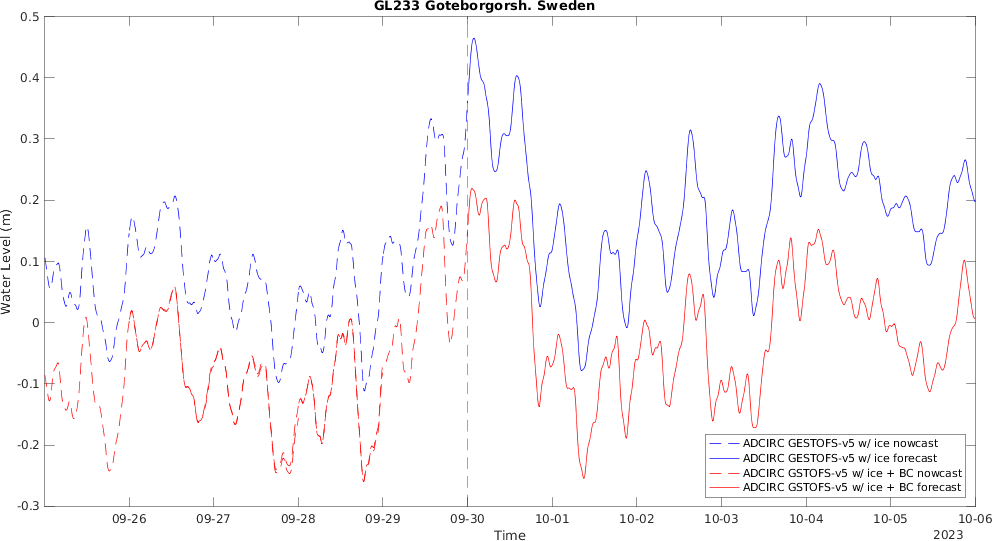 GL233 Goteborgorsh. Sweden
Water Level (m)
0.5
0.4
0.3
0.2
0.1
0
-0.1
-0.2
-0.3
ADCIRC GESTOFS-v5 w/ ice nowcast
ADCIRC GESTOFS-v5 w/ ice forecast
ADCIRC GSTOFS-v5 w/ ice + BC nowcast
ADCIRC GSTOFS-v5 w/ ice + BC forecast
09-26 09-27 09-28 09-29 09-30 10-01 10-02 10-03 10-04 10-05 10-06
Time
2023